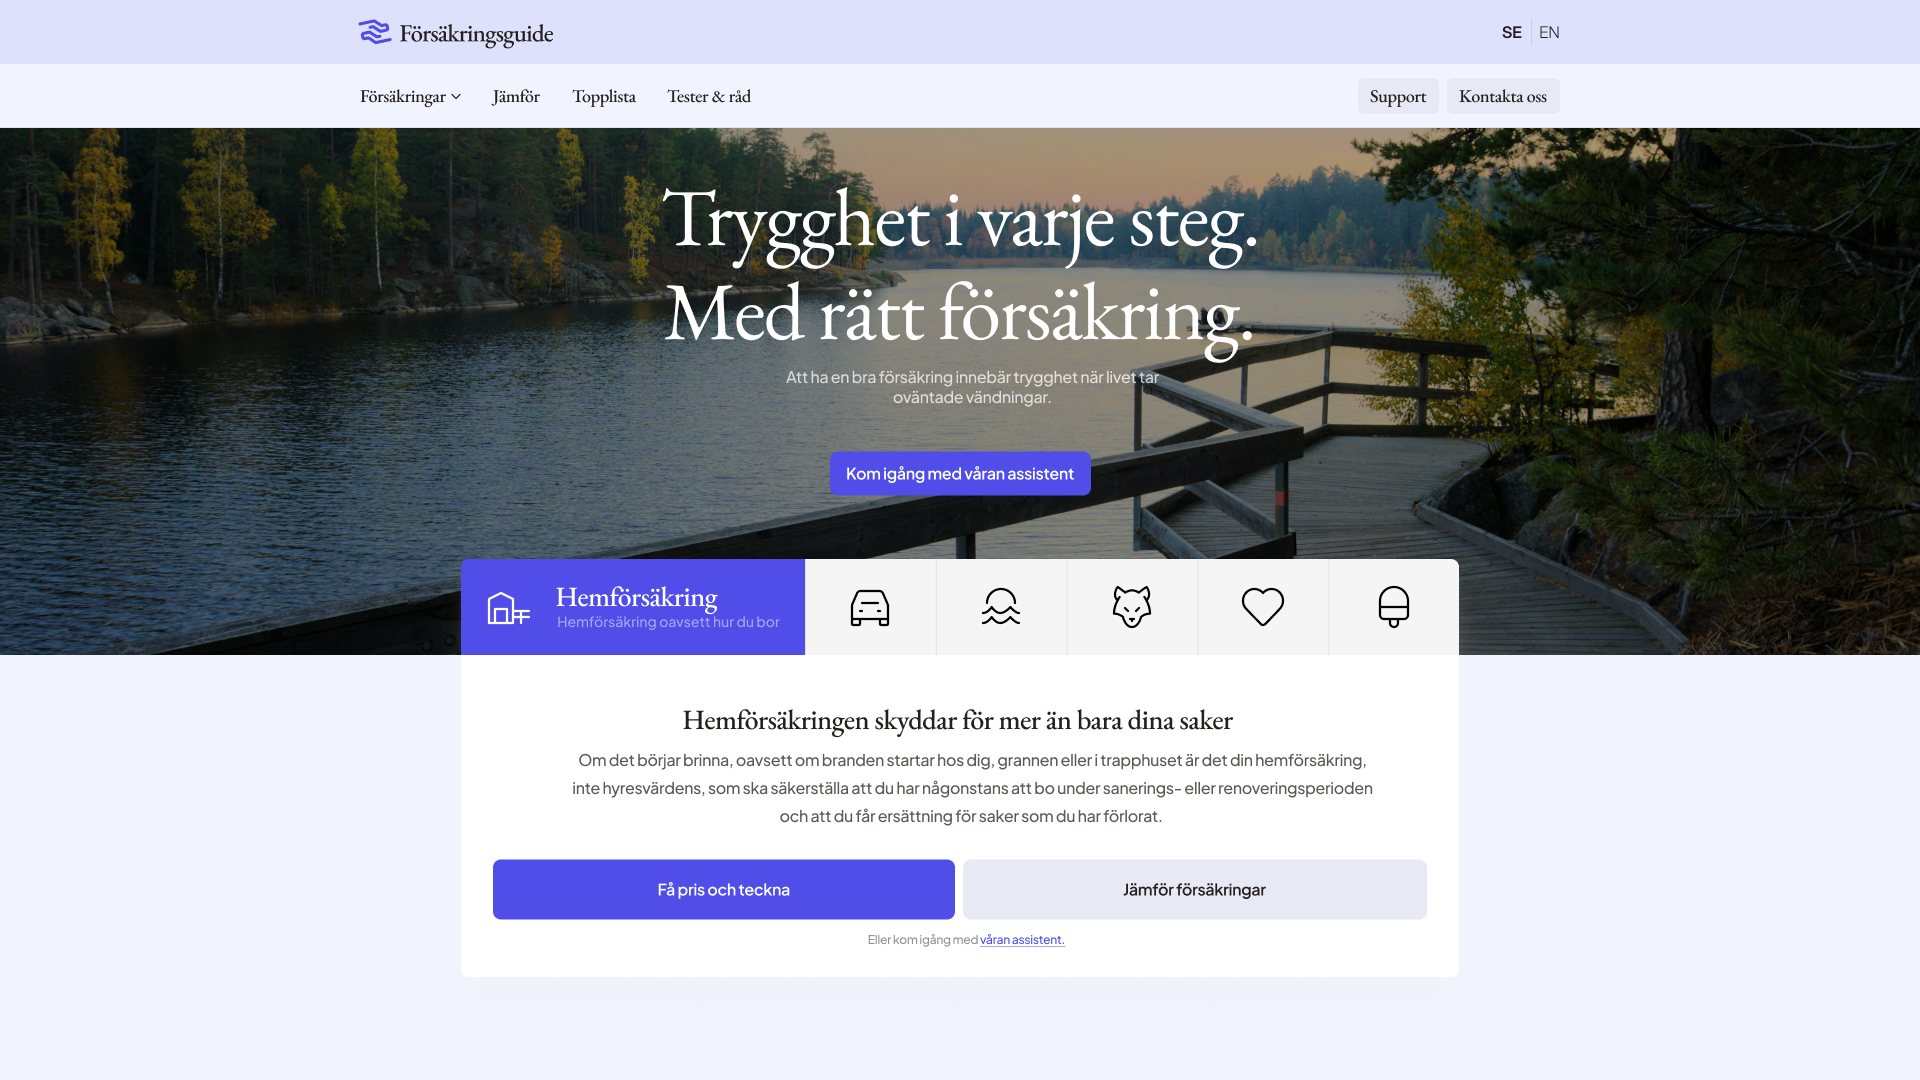 Försäkringsguide
SE
EN
Försäkringar
Jämför
Topplista
Tester & råd
Support
Kontakta oss
Trygghet i varje steg.
Med rätt försäkring.
Att ha en bra försäkring innebär trygghet när livet tar
oväntade vändningar.
Kom igång med våran assistent
Hemförsäkring
Hemförsäkring oavsett hur du bor
Hemförsäkringen skyddar för mer än bara dina saker
Om det börjar brinna, oavsett om branden startar hos dig, grannen eller i trapphuset är det din hemförsäkring,
inte hyresvärdens, som ska säkerställa att du har någonstans att bo under sanerings- eller renoveringsperioden
och att du får ersättning för saker som du har förlorat.
Få pris och teckna
Jämför försäkringar
Eller kom igång med våran assistent.